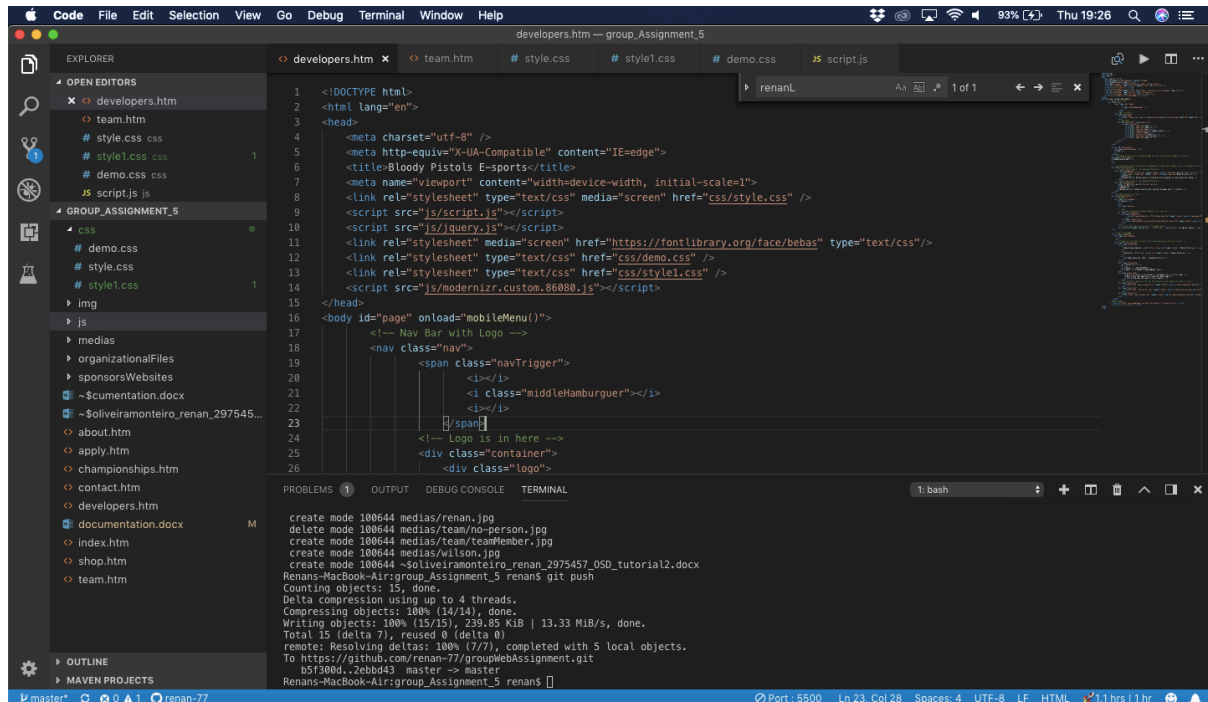 Code File Edit Selection View Go Debug Terminal Window Help 93% Thu 19:26
developers.htm — group_Assignment_5
EXPLORER
OPEN EDITORS
developers.htm
team.htm
style.css css
style1.css css 1
demo.css css
script.js js
GROUP_ASSIGNMENT_5
css
demo.css
style.css
style1.css 1
img
js
medias
organizationalFiles
sponsorsWebsites
~$cumentation.docx
~$oliveiramonteiro_renan_297545...
about.htm
apply.htm
championships.htm
contact.htm
developers.htm
documentation.docx M
index.htm
shop.htm
team.htm
OUTLINE
MAVEN PROJECTS
developers.htm team.htm # style.css # style1.css # demo.css JS script.js
renanL Aa Abl .* 1 of 1
1 <!DOCTYPE html>
2 <html lang="en">
3 <head>
4 <meta charset="utf-8" />
5 <meta http-equiv="X-UA-Compatible" content="IE=edge">
6 <title>Bloody Pistols E-sports</title>
7 <meta name="viewport" content="width=device-width, initial-scale=1">
8 <link rel="stylesheet" type="text/css" media="screen" href="css/style.css" />
9 <script src="js/script.js"></script>
10 <script src="js/jquery.js"></script>
11 <link rel="stylesheet" media="screen" href="https://fontlibrary.org/face/bebas" type="text/css"/>
12 <link rel="stylesheet" type="text/css" href="css/demo.css" />
13 <link rel="stylesheet" type="text/css" href="css/style1.css" />
14 <script src="js/modernizr.custom.86080.js"></script>
15 </head>
16 <body id="page" onload="mobileMenu()">
17 <!-- Nav Bar with Logo -->
18 <nav class="nav">
19 <span class="navTrigger">
20 <i></i>
21 <i class="middleHamburguer"></i>
22 <i></i>
23 </span>
24 <!-- Logo is in here -->
25 <div class="container">
26 <div class="logo">
PROBLEMS 1 OUTPUT DEBUG CONSOLE TERMINAL 1: bash
create mode 100644 medias/renan.jpg
delete mode 100644 medias/team/no-person.jpg
create mode 100644 medias/team/teamMember.jpg
create mode 100644 medias/wilson.jpg
create mode 100644 ~$oliveiramonteiro_renan_2975457_OSD_tutorial2.docx
Renans-MacBook-Air:group_Assignment_5 renan$ git push
Counting objects: 15, done.
Delta compression using up to 4 threads.
Compressing objects: 100% (14/14), done.
Writing objects: 100% (15/15), 239.85 KiB | 13.33 MiB/s, done.
Total 15 (delta 7), reused 0 (delta 0)
remote: Resolving deltas: 100% (7/7), completed with 5 local objects.
To https://github.com/renan-77/groupWebAssignment.git
b5f300d..2ebbd43 master -> master
Renans-MacBook-Air:group_Assignment_5 renan$
master* 0 1 renan-77 Port : 5500 Ln 23, Col 28 Spaces: 4 UTF-8 LF HTML 1.1 hrs | 1 hr